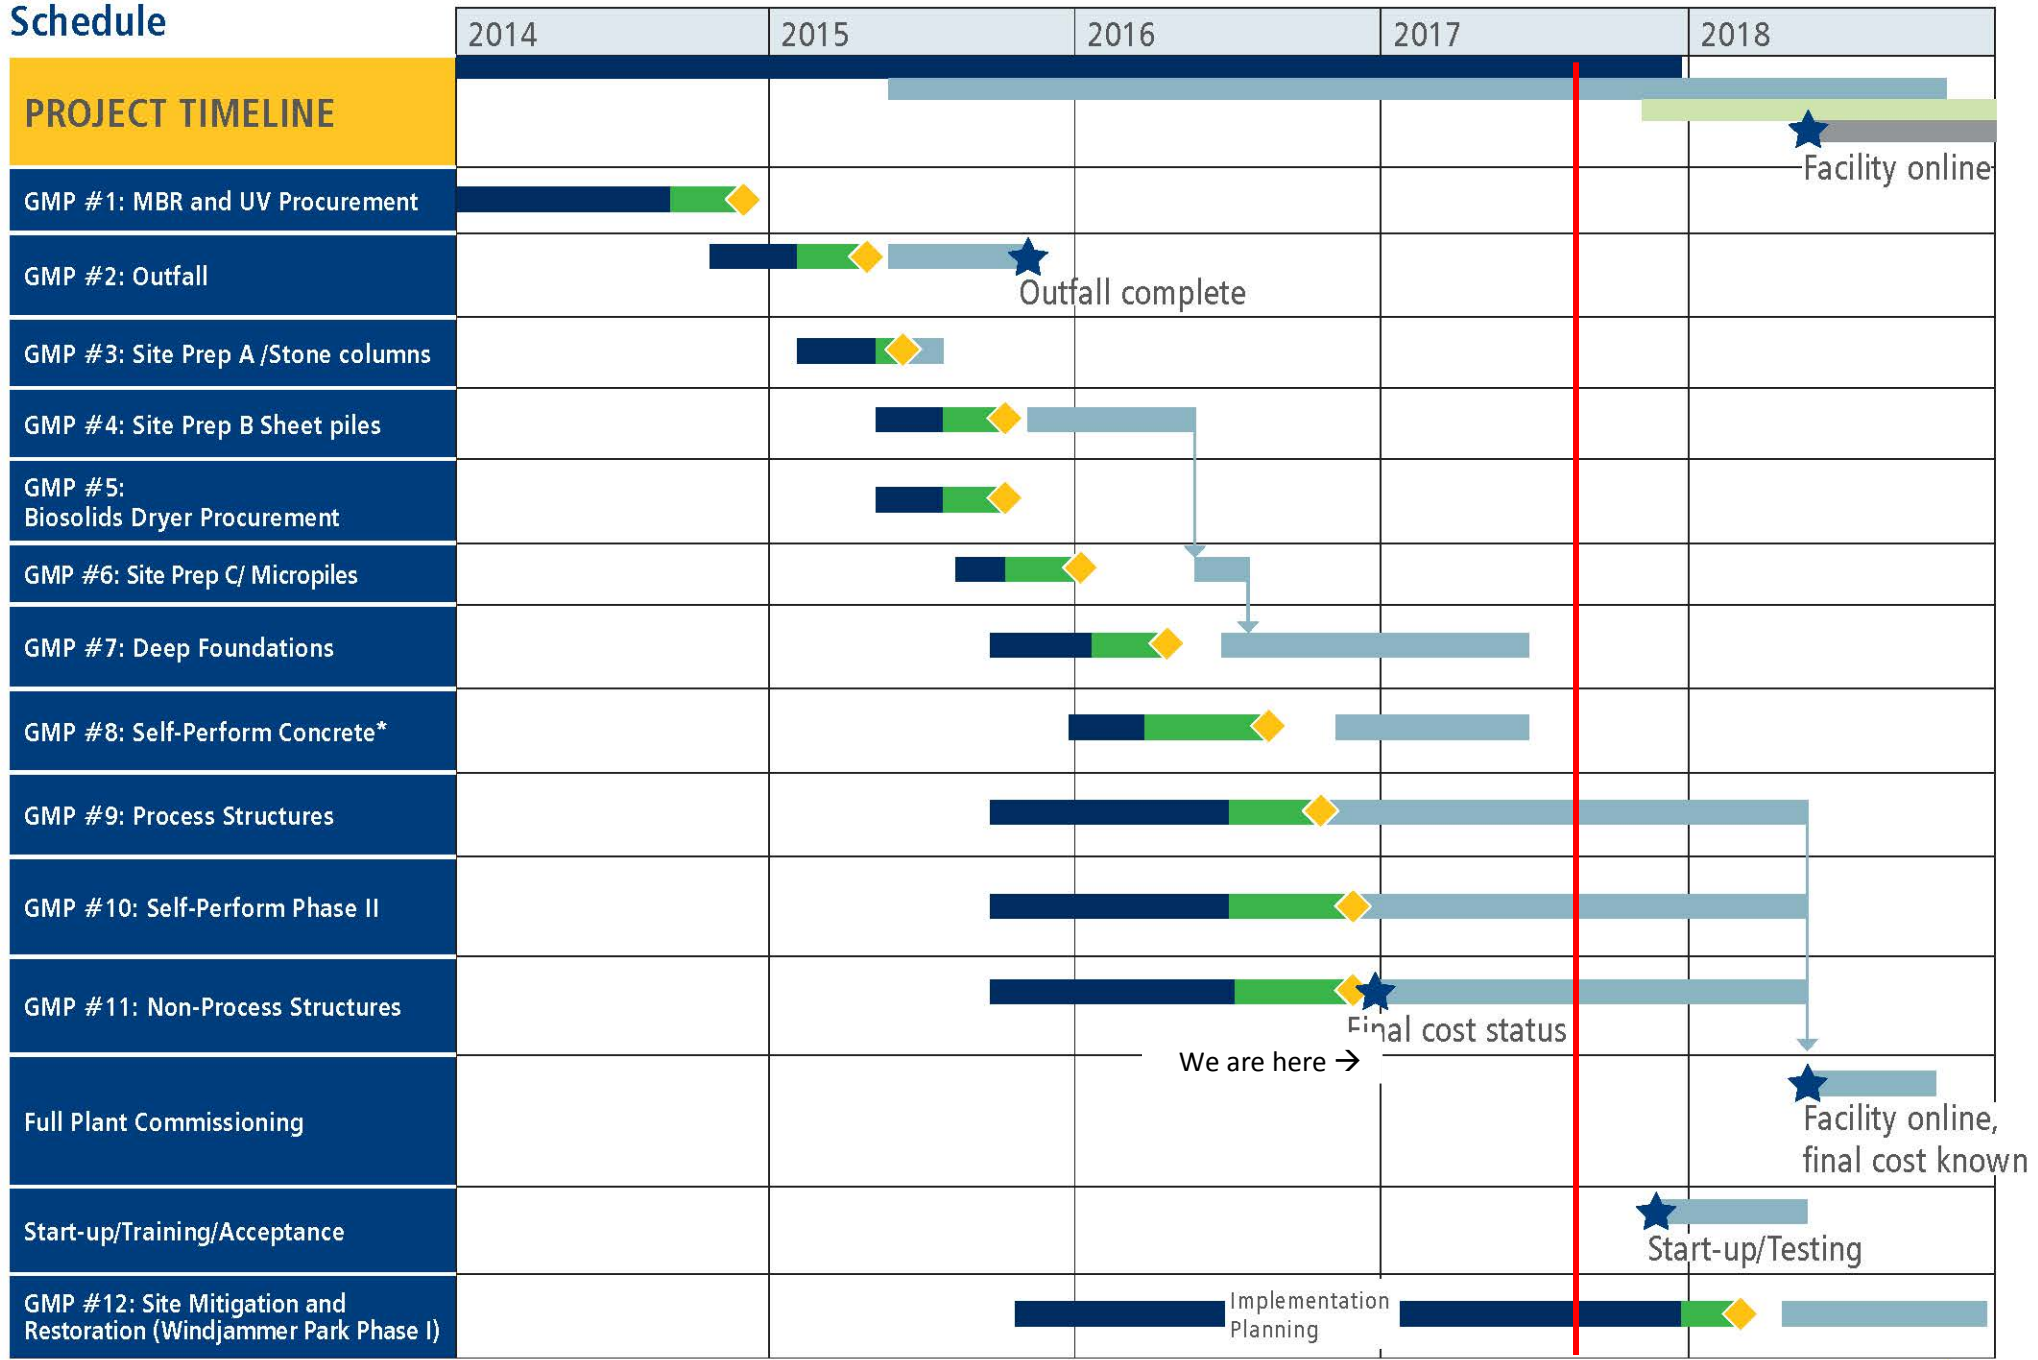 Schedule
2014 2015 2016 2017 2018
PROJECT TIMELINE
Facility online
GMP #1: MBR and UV Procurement
GMP #2: Outfall
Outfall complete
GMP #3: Site Prep A /Stone columns
GMP #4: Site Prep B Sheet piles
GMP #5:
Biosolids Dryer Procurement
GMP #6: Site Prep C/ Micropiles
GMP #7: Deep Foundations
GMP #8: Self-Perform Concrete*
GMP #9: Process Structures
GMP #10: Self-Perform Phase II
GMP #11: Non-Process Structures
Final cost status
We are here →
Full Plant Commissioning
Facility online,
final cost known
Start-up/Training/Acceptance
Start-up/Testing
GMP #12: Site Mitigation and
Restoration (Windjammer Park Phase I)
Implementation
Planning